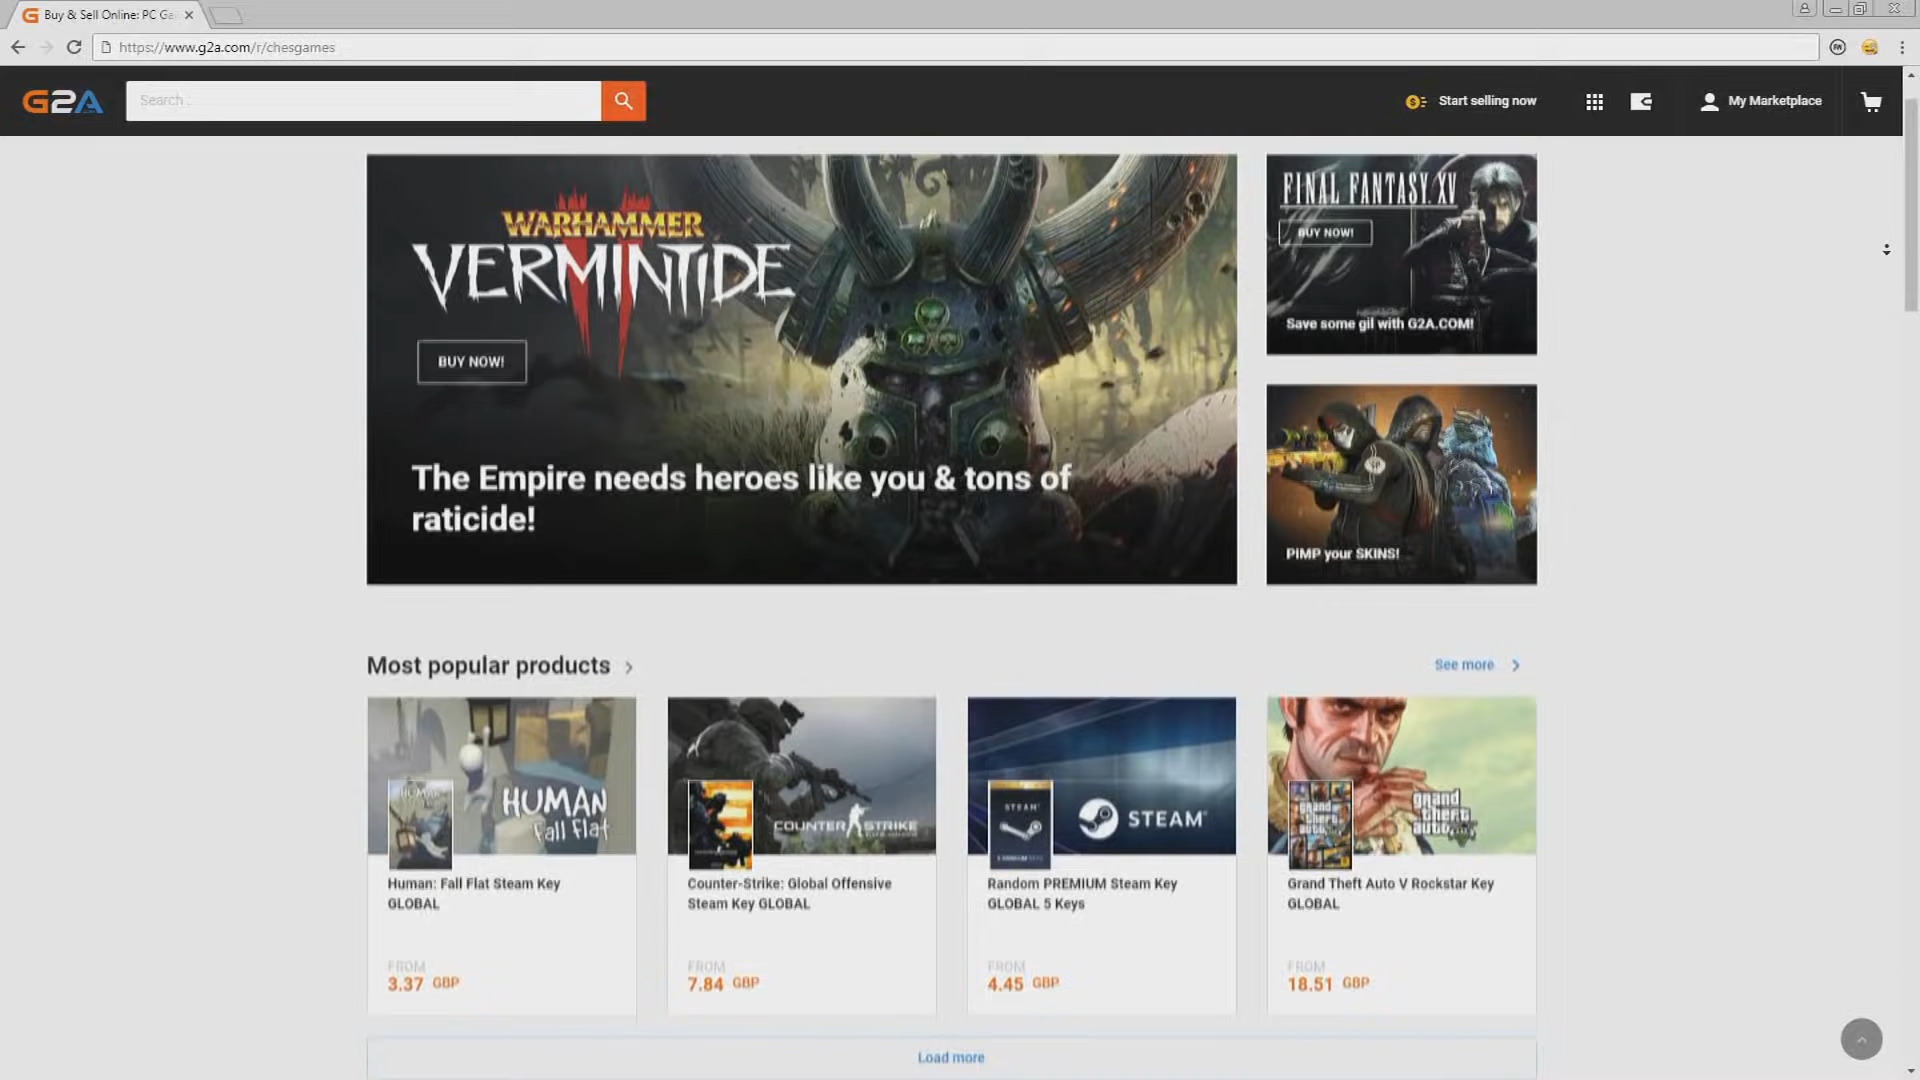 Buy & Sell Online: PC Ga
https://www.g2a.com/r/chesgames
G2A
Search...
Start selling now
My Marketplace
WARHAMMER
VERMINTIDE
II
BUY NOW!
The Empire needs heroes like you & tons of
raticide!
FINAL FANTASY XV
BUY NOW!
Save some gil with G2A.COM!
PIMP your SKINS!
Most popular products
See more
HUMAN
Fall Flat
COUNTER STRIKE
STEAM
STEAM
grand
theft
auto
Human: Fall Flat Steam Key
GLOBAL
FROM
3.37 GBP
Counter-Strike: Global Offensive
Steam Key GLOBAL
FROM
7.84 GBP
Random PREMIUM Steam Key
GLOBAL 5 Keys
FROM
4.45 GBP
Grand Theft Auto V Rockstar Key
GLOBAL
FROM
18.51 GBP
Load more